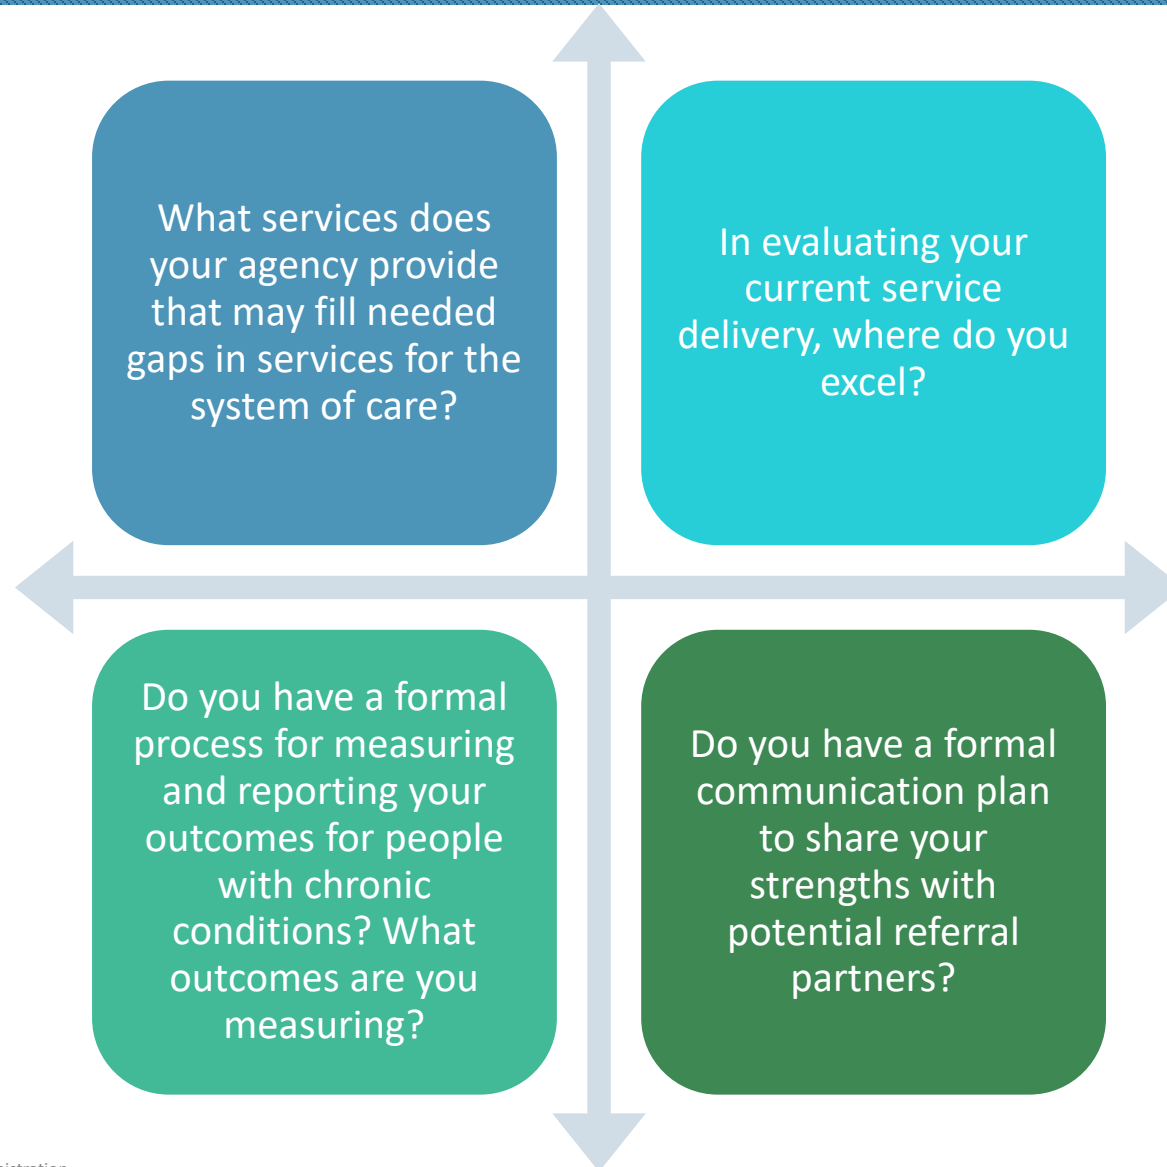 What services does
your agency provide
that may fill needed
gaps in services for the
system of care?
In evaluating your
current service
delivery, where do you
excel?
Do you have a formal
process for measuring
and reporting your
outcomes for people
with chronic
conditions? What
outcomes are you
measuring?
Do you have a formal
communication plan
to share your
strengths with
potential referral
partners?